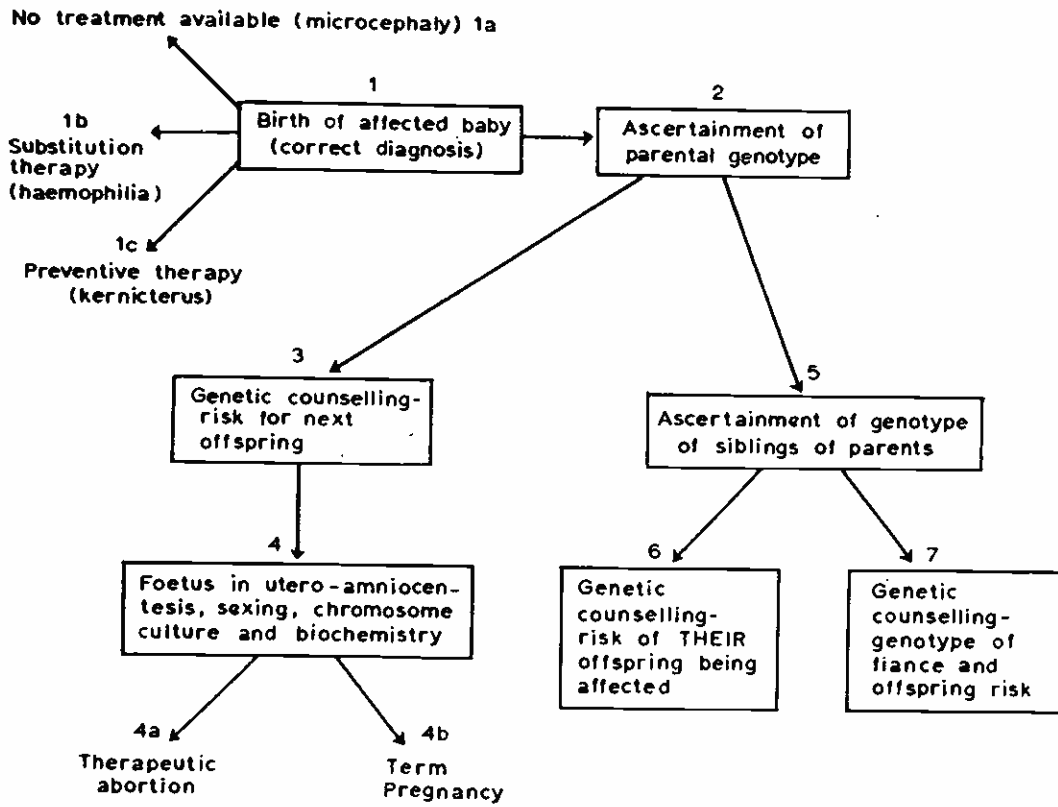 No treatment available (microcephaly) 1a
1
Birth of affected baby
(correct diagnosis)
2
Ascertainment of
parental genotype
1b
Substitution
therapy
(haemophilia)
1c
Preventive therapy
(kernicterus)
3
Genetic counselling-
risk for next
offspring
5
Ascertainment of genotype
of siblings of parents
4
Foetus in utero-amniocen-
tesis, sexing, chromosome
culture and biochemistry
6
Genetic
counselling-
risk of THEIR
offspring being
affected
7
Genetic
counselling-
genotype of
fiance and
offspring risk
4a
Therapeutic
abortion
4b
Term
Pregnancy